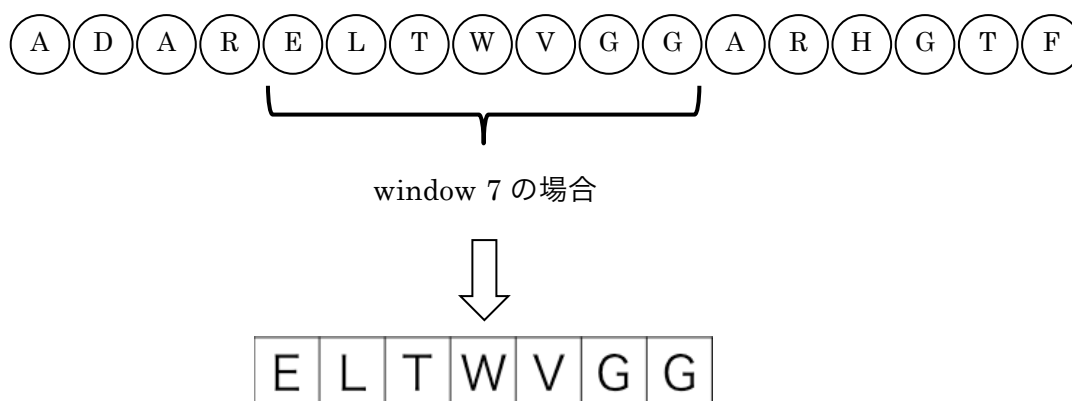 A D A R E L T W V G G A R H G T F
window 7 の場合
E L T W V G G